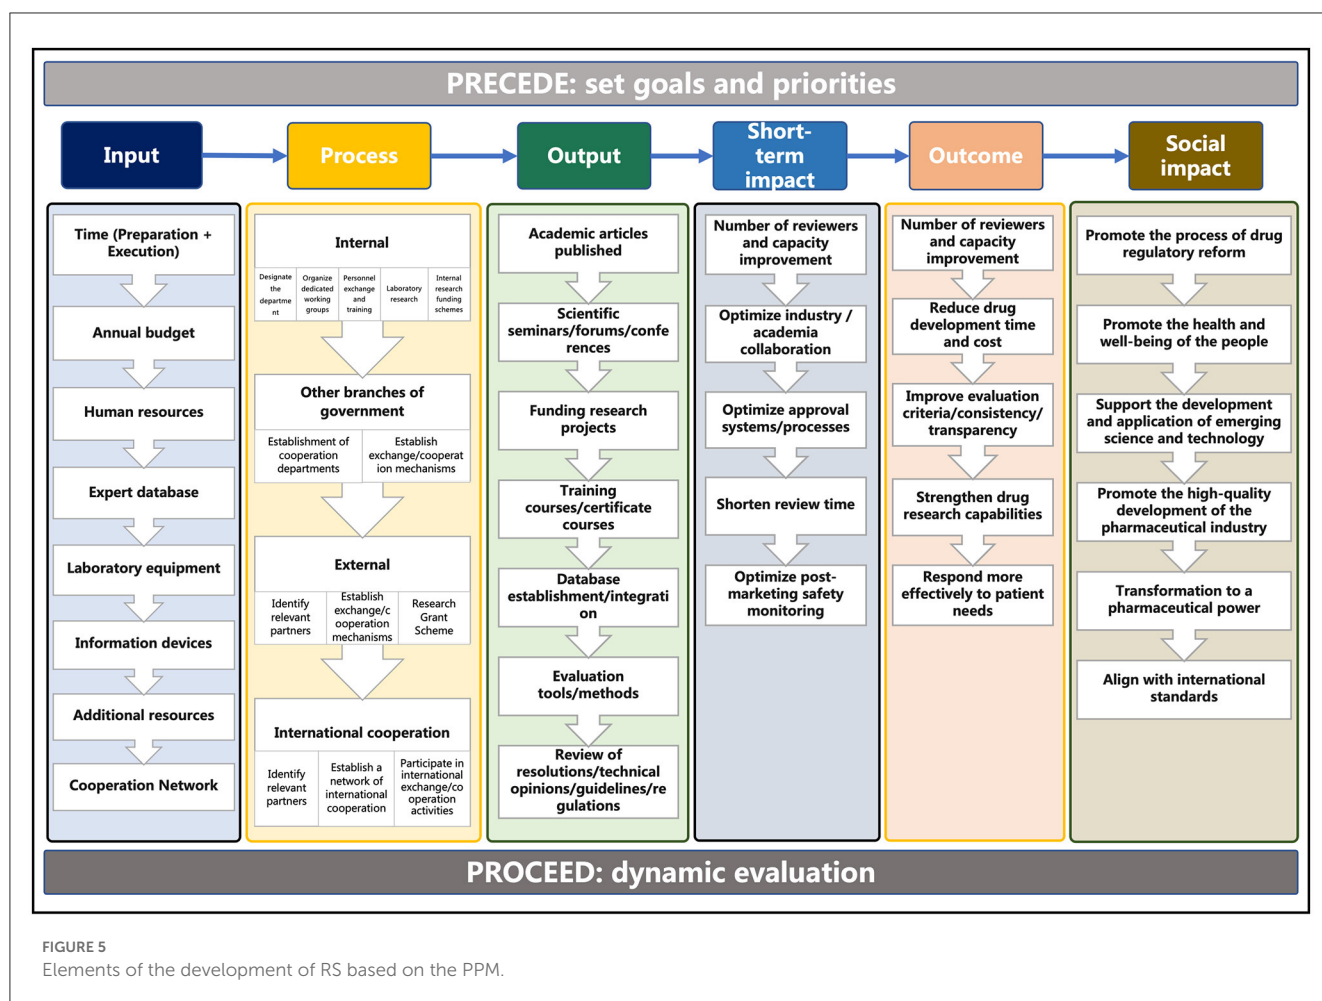 PRECEDE: set goals and priorities
Input
Process
Output
Short-
term
impact
Outcome
Social
impact
Time (Preparation +
Execution)
Annual budget
Human resources
Expert database
Laboratory equipment
Information devices
Additional resources
Cooperation Network
Internal
Designate
the
departme
nt
Organize
dedicated
working
groups
Personnel
exchange
and
training
Laboratory
research
Internal
research
funding
schemes
Other branches of
government
Establishment of
cooperation
departments
Establish
exchange/cooperat
ion mechanisms
External
Identify
relevant
partners
Establish
exchange/c
ooperation
mechanisms
Research
Grant
Scheme
International cooperation
Identify
relevant
partners
Establish a
network of
international
cooperation
Participate in
international
exchange/co
operation
activities
Academic articles
published
Scientific
seminars/forums/confe
rences
Funding research
projects
Training
courses/certificate
courses
Database
establishment/integrati
on
Evaluation
tools/methods
Review of
resolutions/technical
opinions/guidelines/re
gulations
Number of reviewers
and capacity
improvement
Optimize industry /
academia
collaboration
Optimize approval
systems/processes
Shorten review time
Optimize post-
marketing safety
monitoring
Number of reviewers
and capacity
improvement
Reduce drug
development time
and cost
Improve evaluation
criteria/consistency/
transparency
Strengthen drug
research capabilities
Respond more
effectively to patient
needs
Promote the process of drug
regulatory reform
Promote the health and
well-being of the people
Support the development
and application of emerging
science and technology
Promote the high-quality
development of the
pharmaceutical industry
Transformation to a
pharmaceutical power
Align with international
standards
PROCEED: dynamic evaluation
FIGURE 5
Elements of the development of RS based on the PPM.